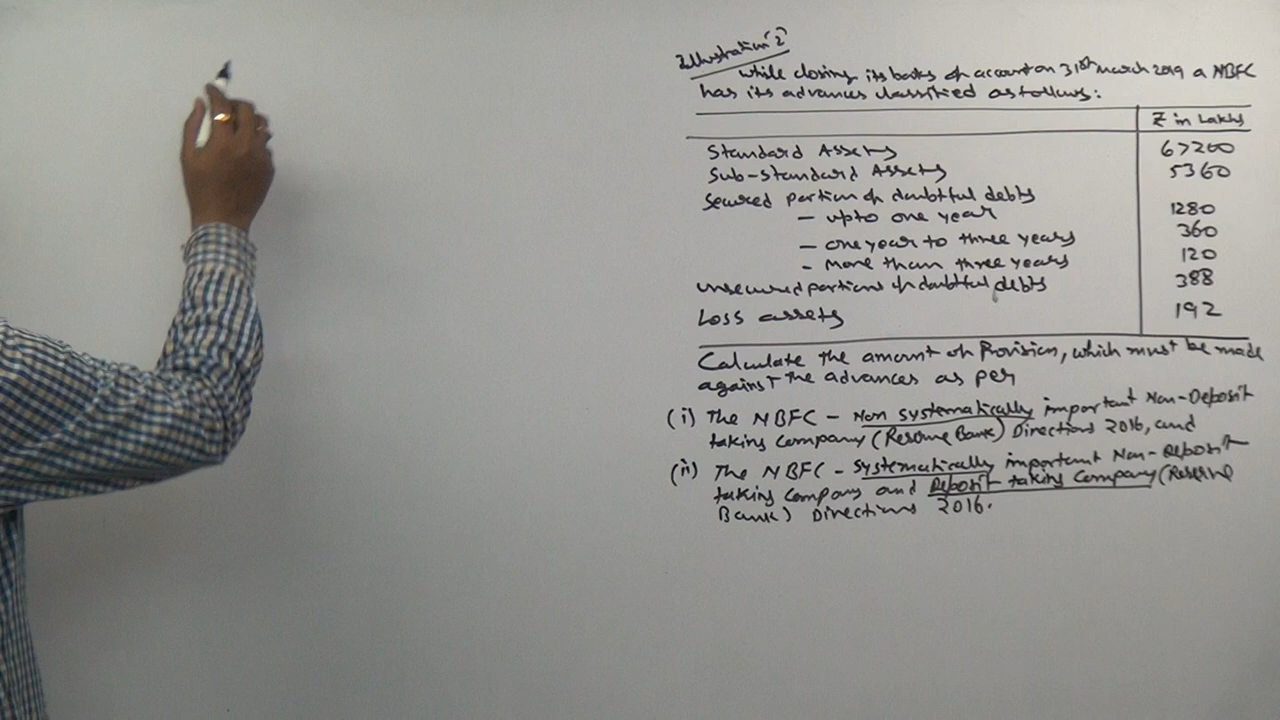 Illustration '2'
While closing its books of account on 31st March 2019 a NBFC
has its advances classified as follows:
₹ in Lakhs
Standard Assets 67200
Sub-standard Assets 5360
Secured portion of doubtful debts
- upto one year 1280
- one year to three years 360
- more than three years 120
unsecured portions of doubtful debts 388
Loss assets 192
Calculate the amount of Provision, which must be made
against the advances as per
(i) The NBFC - Non systematically important Non-Deposit
taking Company (Reserve Bank) Directions 2016, and
(ii) The NBFC - Systematically important Non-Deposit
taking Company and Deposit taking Company (Reserve
Bank) Directions 2016.